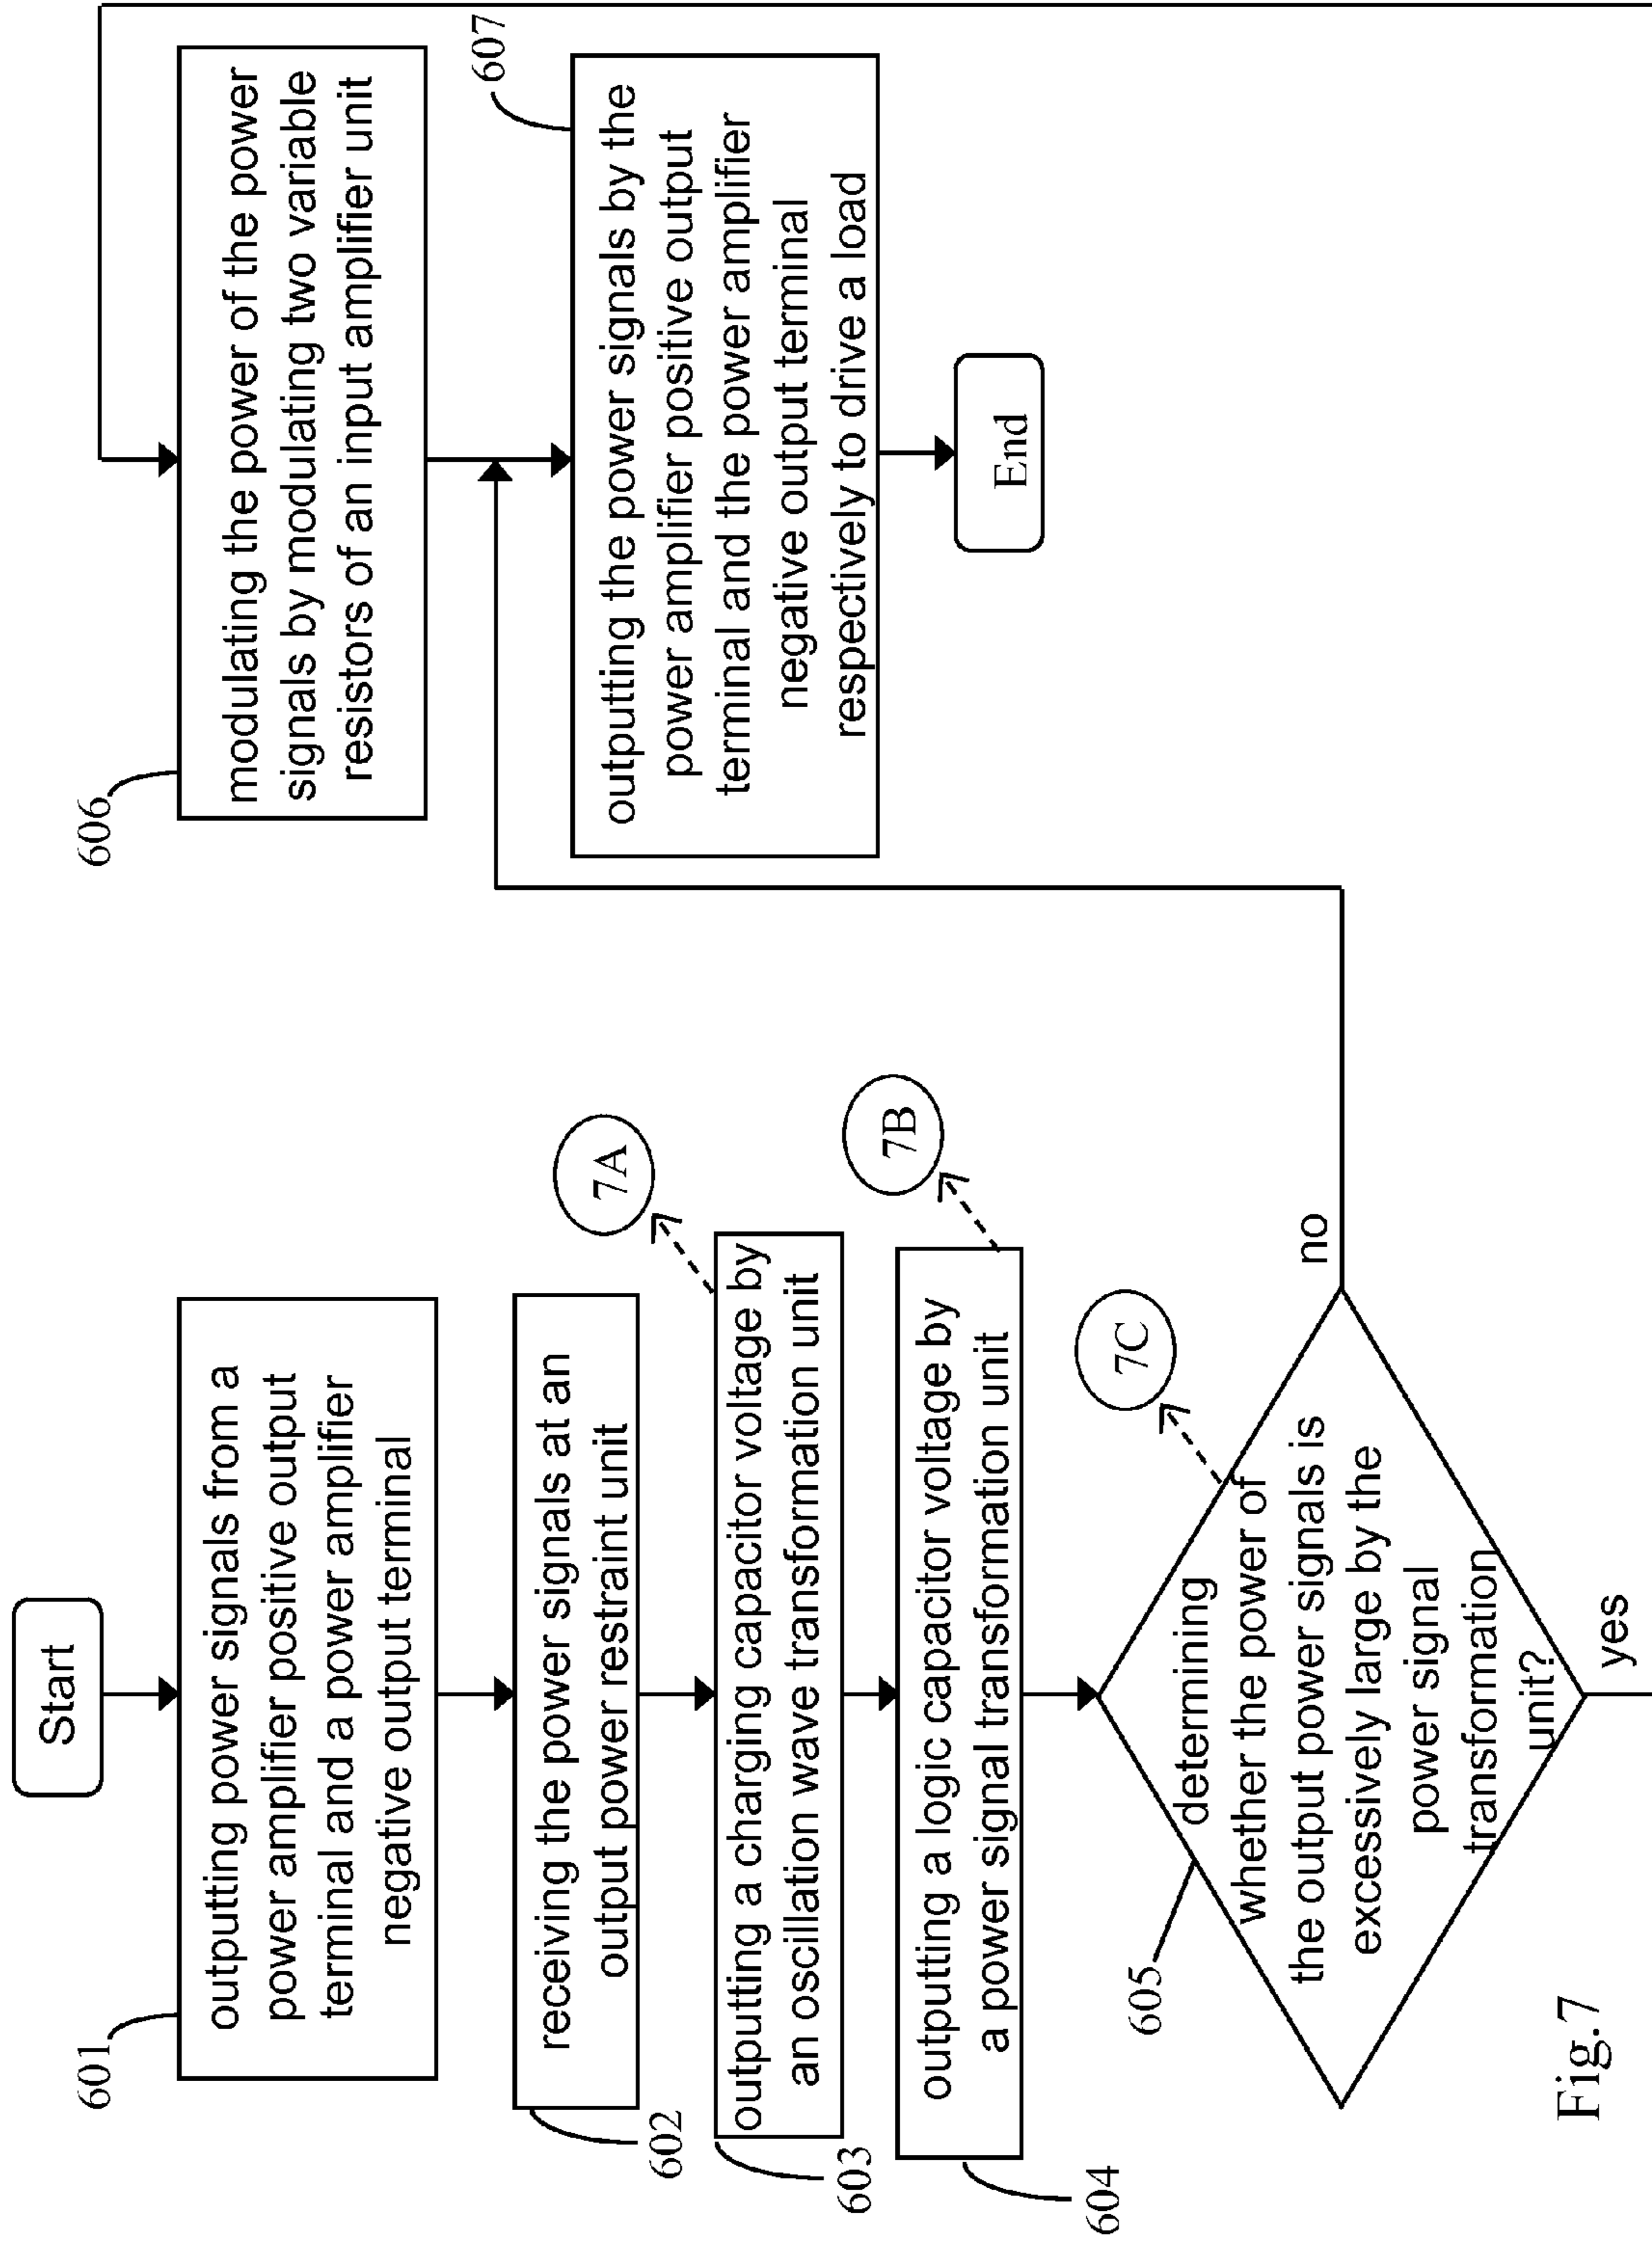 Start
601
outputting power signals from a
power amplifier positive output
terminal and a power amplifier
negative output terminal
602
receiving the power signals at an
output power restraint unit
603
outputting a charging capacitor voltage by
an oscillation wave transformation unit
7A
604
outputting a logic capacitor voltage by
a power signal transformation unit
7B
605
determining
whether the power of
the output power signals is
excessively large by the
power signal
transformation
unit?
7C
no
yes
606
modulating the power of the power
signals by modulating two variable
resistors of an input amplifier unit
607
outputting the power signals by the
power amplifier positive output
terminal and the power amplifier
negative output terminal
respectively to drive a load
End
Fig.7